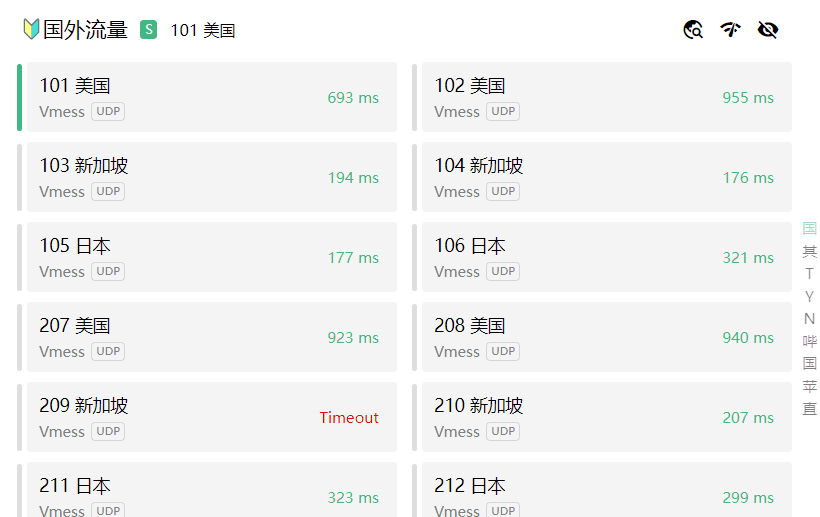 国外流量 S 101 美国
101 美国
Vmess UDP
693 ms
102 美国
Vmess UDP
955 ms
103 新加坡
Vmess UDP
194 ms
104 新加坡
Vmess UDP
176 ms
105 日本
Vmess UDP
177 ms
106 日本
Vmess UDP
321 ms
207 美国
Vmess UDP
923 ms
208 美国
Vmess UDP
940 ms
209 新加坡
Vmess UDP
Timeout
210 新加坡
Vmess UDP
207 ms
211 日本
Vmess UDP
323 ms
212 日本
Vmess UDP
299 ms
国
其
T
Y
N
哔
国
苹
直